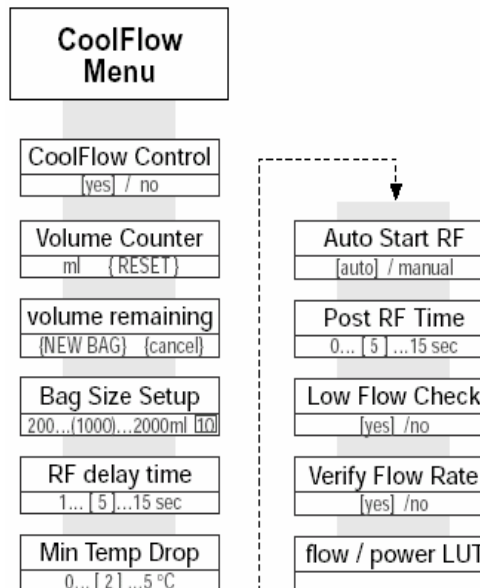 CoolFlow
Menu
CoolFlow Control
[yes] / no
Volume Counter
ml {RESET}
volume remaining
{NEW BAG} {cancel}
Bag Size Setup
200...(1000)...2000ml 10
RF delay time
1... [ 5 ]...15 sec
Min Temp Drop
0... [ 2 ] ...5 °C
Auto Start RF
[auto] / manual
Post RF Time
0... [ 5 ] ...15 sec
Low Flow Check
[yes] /no
Verify Flow Rate
[yes] /no
flow / power LUT